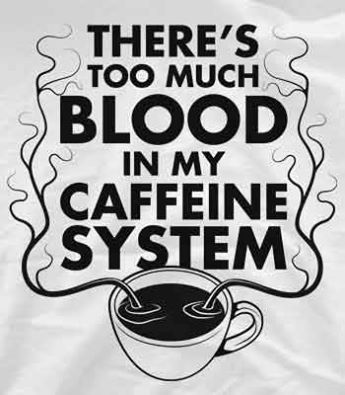 THERE'S
TOO MUCH
BLOOD
IN MY
CAFFEINE
SYSTEM